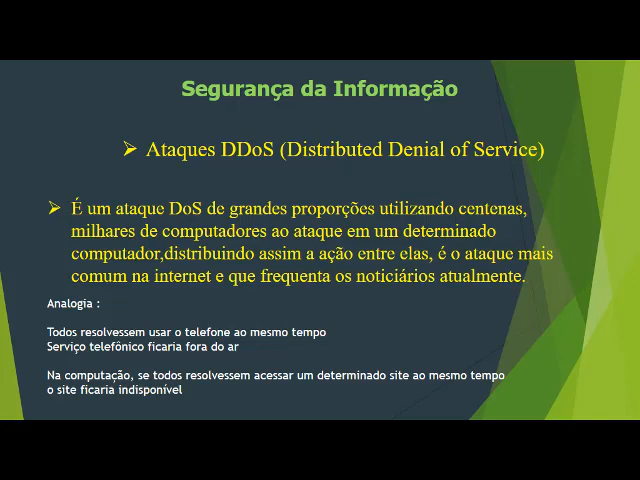 Segurança da Informação
➢ Ataques DDoS (Distributed Denial of Service)
➢ É um ataque DoS de grandes proporções utilizando centenas,
milhares de computadores ao ataque em um determinado
computador,distribuindo assim a ação entre elas, é o ataque mais
comum na internet e que frequenta os noticiários atualmente.
Analogia :
Todos resolvessem usar o telefone ao mesmo tempo
Serviço telefônico ficaria fora do ar
Na computação, se todos resolvessem acessar um determinado site ao mesmo tempo
o site ficaria indisponível